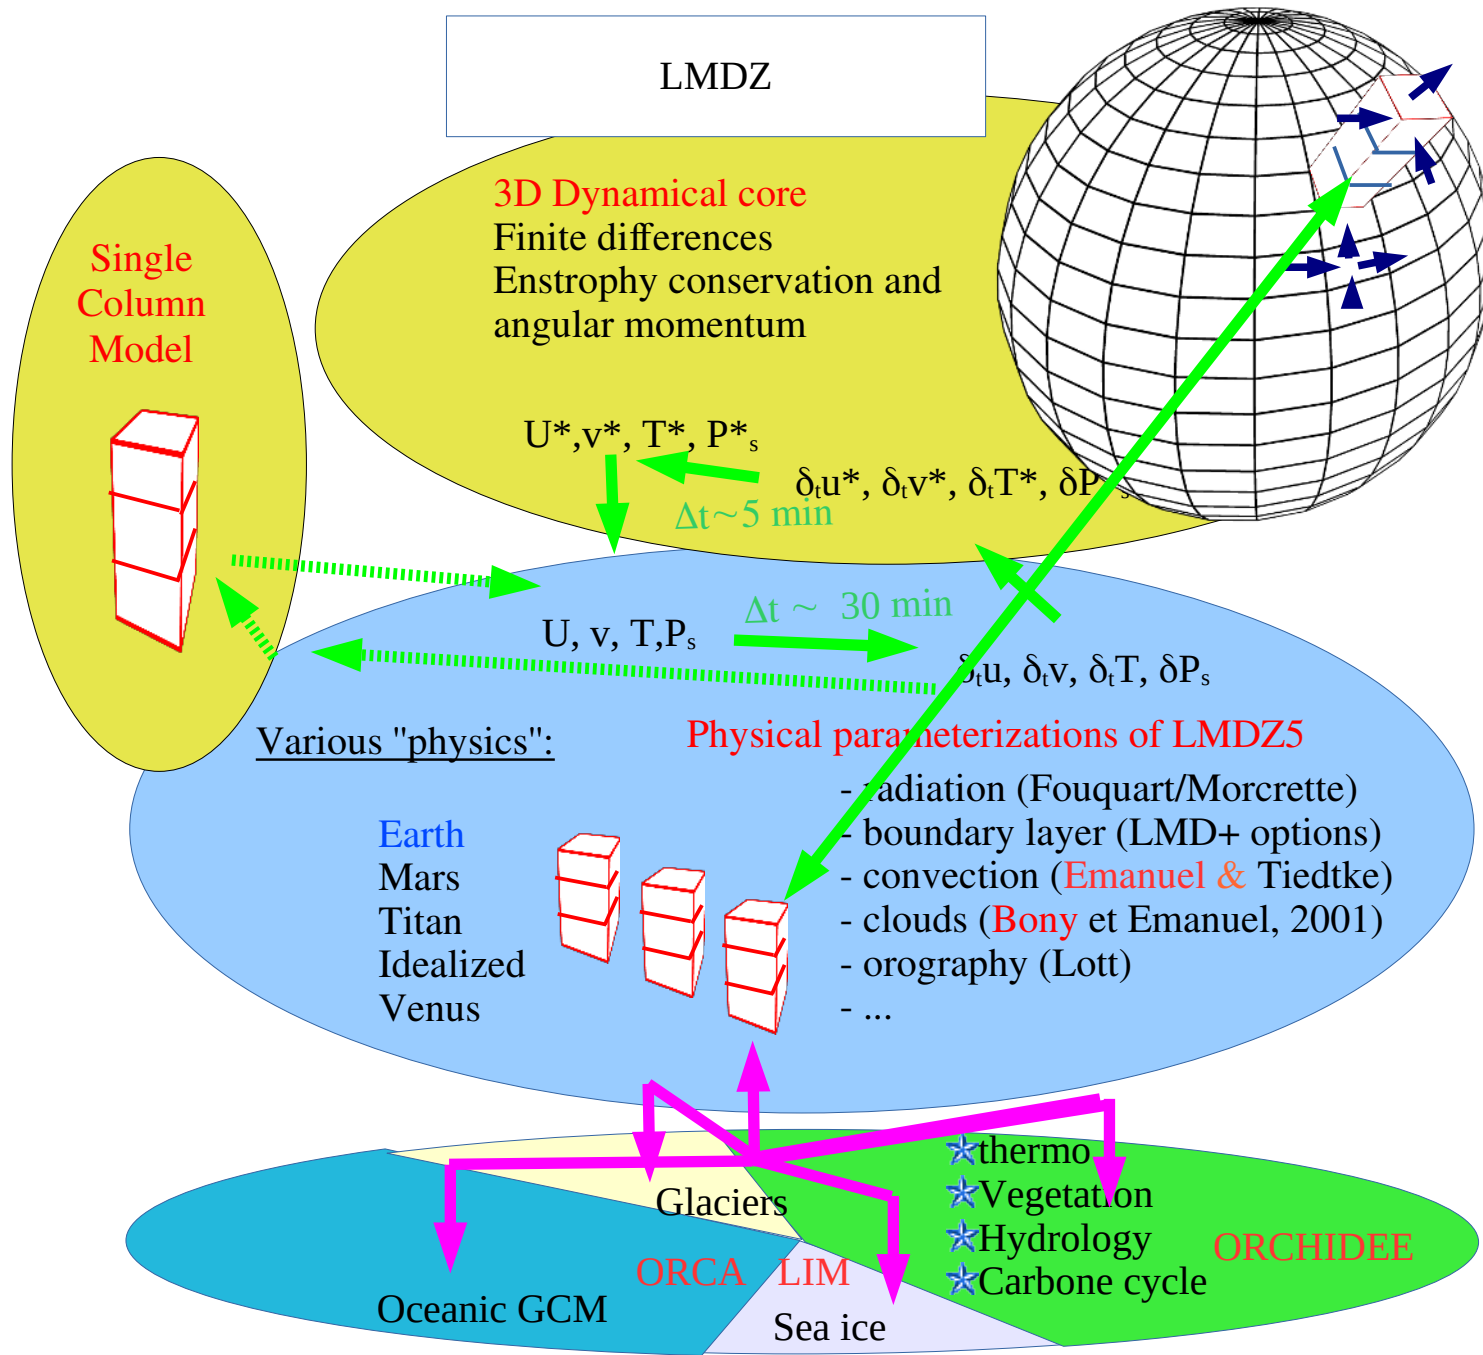 LMDZ
3D Dynamical core
Finite differences
Enstrophy conservation and
angular momentum
Single
Column
Model
U*,v*, T*, P*ₛ
δₜu*, δₜv*, δₜT*, δP*ₛ
Δt~5 min
Δt ~ 30 min
U, v, T,Pₛ
δₜu, δₜv, δₜT, δPₛ
Various "physics":
Earth
Mars
Titan
Idealized
Venus
Physical parameterizations of LMDZ5
- radiation (Fouquart/Morcrette)
- boundary layer (LMD+ options)
- convection (Emanuel & Tiedtke)
- clouds (Bony et Emanuel, 2001)
- orography (Lott)
- ...
thermo
Vegetation
Hydrology
Carbone cycle
ORCHIDEE
Glaciers
ORCA
LIM
Oceanic GCM
Sea ice